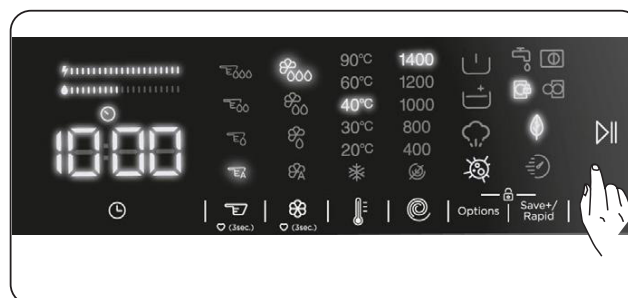 10:00
90°C
60°C
40°C
30°C
20°C
1400
1200
1000
800
400
A
A
(3sec.)
(3sec.)
Options
Save+/
Rapid